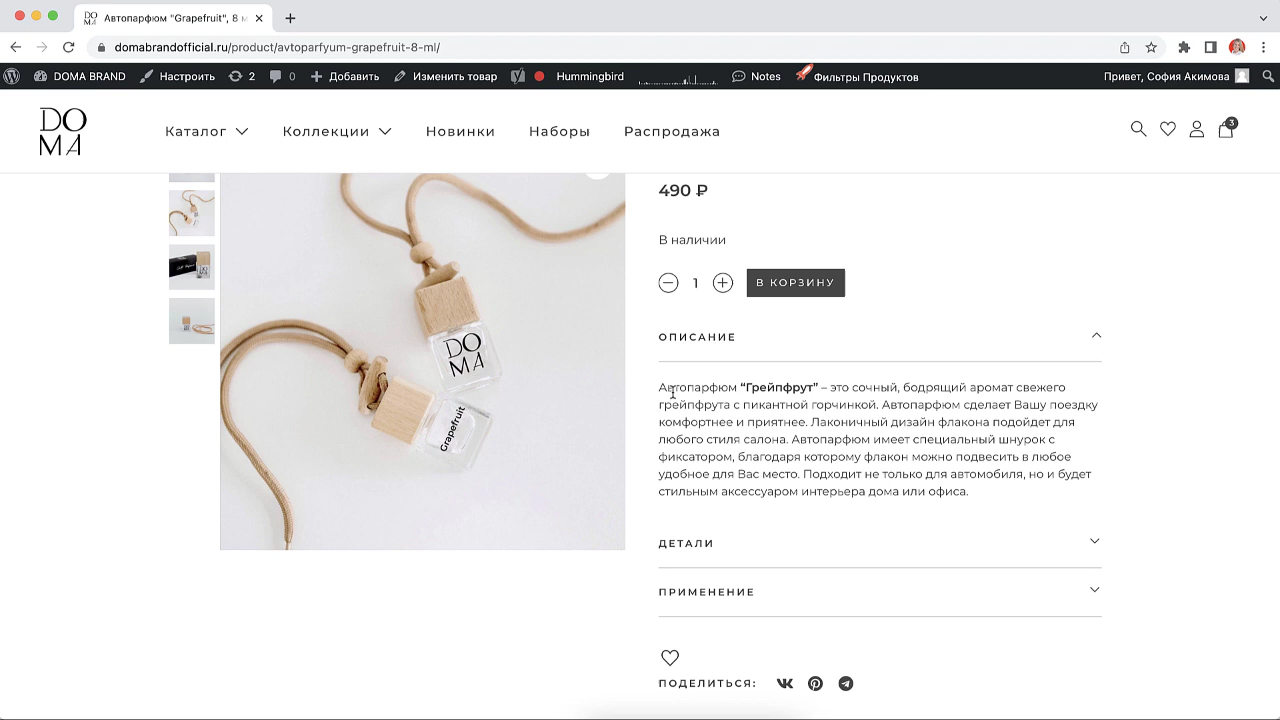 DO MA Автопарфюм "Grapefruit", 8 м
domabrandofficial.ru/product/avtoparfyum-grapefruit-8-ml/
DOMA BRAND Настроить 2 0 Добавить Изменить товар Hummingbird Notes Фильтры Продуктов Привет, София Акимова
DO
MA
Каталог Коллекции Новинки Наборы Распродажа 3
490 ₽
В наличии
1 В КОРЗИНУ
ОПИСАНИЕ
Автопарфюм “Грейпфрут” – это сочный, бодрящий аромат свежего
грейпфрута с пикантной горчинкой. Автопарфюм сделает Вашу поездку
комфортнее и приятнее. Лаконичный дизайн флакона подойдет для
любого стиля салона. Автопарфюм имеет специальный шнурок с
фиксатором, благодаря которому флакон можно подвесить в любое
удобное для Вас место. Подходит не только для автомобиля, но и будет
стильным аксессуаром интерьера дома или офиса.
ДЕТАЛИ
ПРИМЕНЕНИЕ
ПОДЕЛИТЬСЯ:
DO
MA
Grapefruit
DO
MA